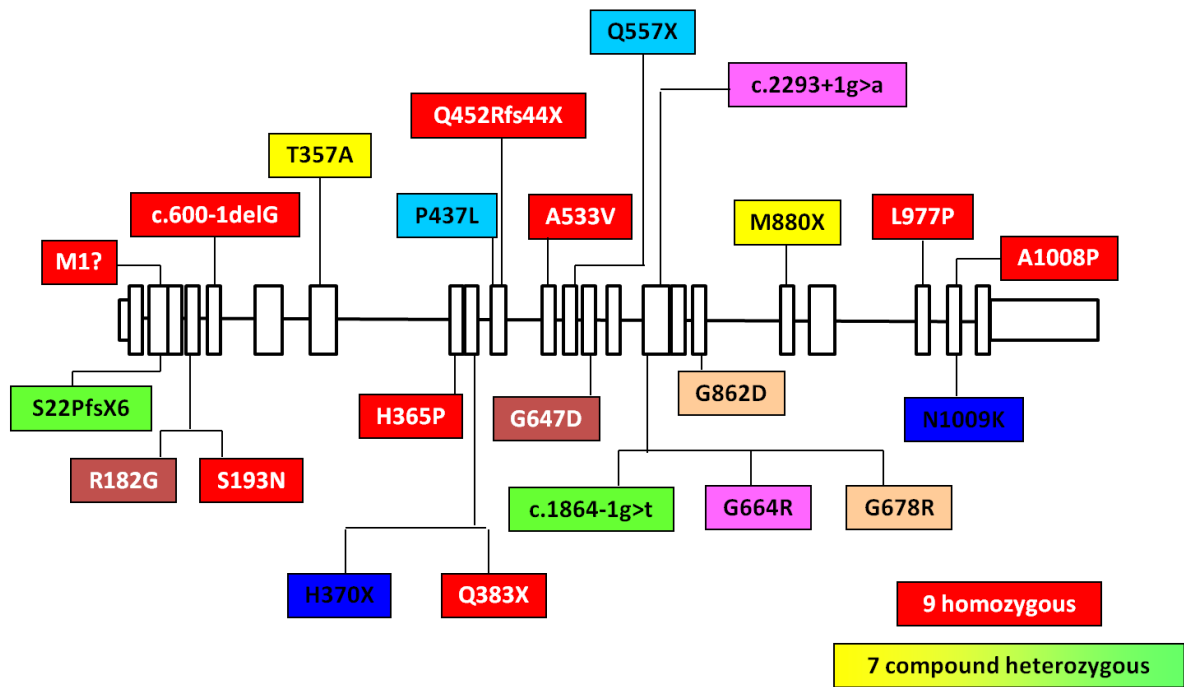 Q557X
c.2293+1g>a
Q452Rfs44X
T357A
c.600-1delG
P437L
A533V
M880X
L977P
M1?
A1008P
S22PfsX6
H365P
G647D
G862D
N1009K
R182G
S193N
c.1864-1g>t
G664R
G678R
H370X
Q383X
9 homozygous
7 compound heterozygous